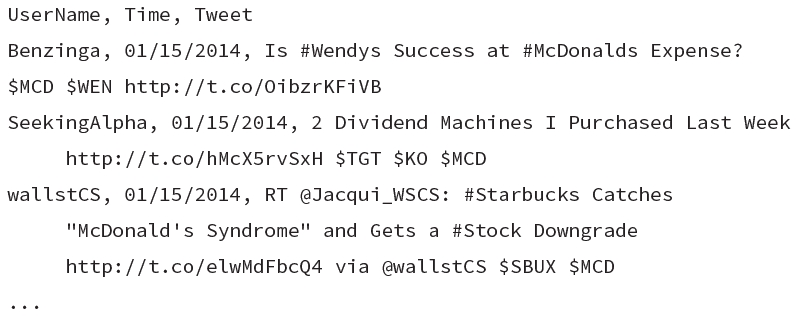 UserName, Time, Tweet
Benzinga, 01/15/2014, Is #Wendys Success at #McDonalds Expense?
$MCD $WEN http://t.co/OibzrKFiVB
SeekingAlpha, 01/15/2014, 2 Dividend Machines I Purchased Last Week
http://t.co/hMcX5rvSxH $TGT $KO $MCD
wallstCS, 01/15/2014, RT @Jacqui_WSCS: #Starbucks Catches
"McDonald's Syndrome" and Gets a #Stock Downgrade
http://t.co/elwMdFbcQ4 via @wallstCS $SBUX $MCD
...